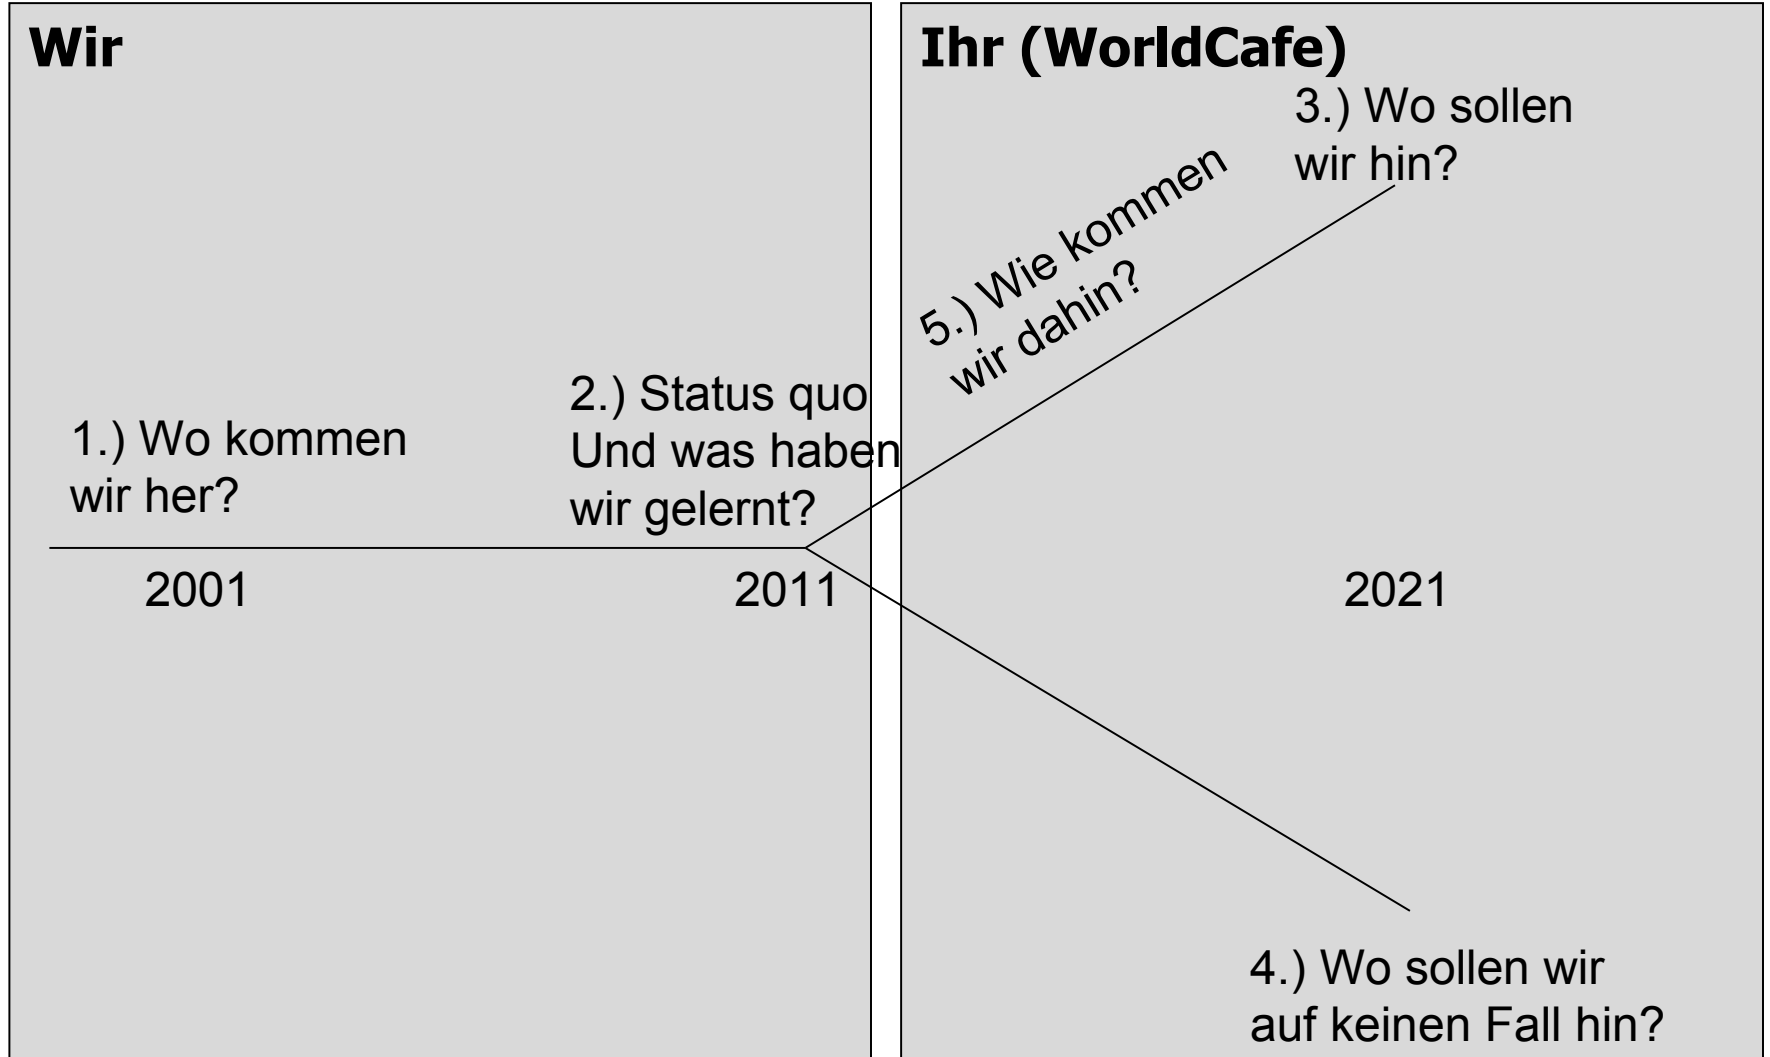 Wir
1.) Wo kommen
wir her?
2.) Status quo
Und was haben
wir gelernt?
2001
2011
Ihr (WorldCafe)
3.) Wo sollen
wir hin?
5.) Wie kommen
wir dahin?
2021
4.) Wo sollen wir
auf keinen Fall hin?